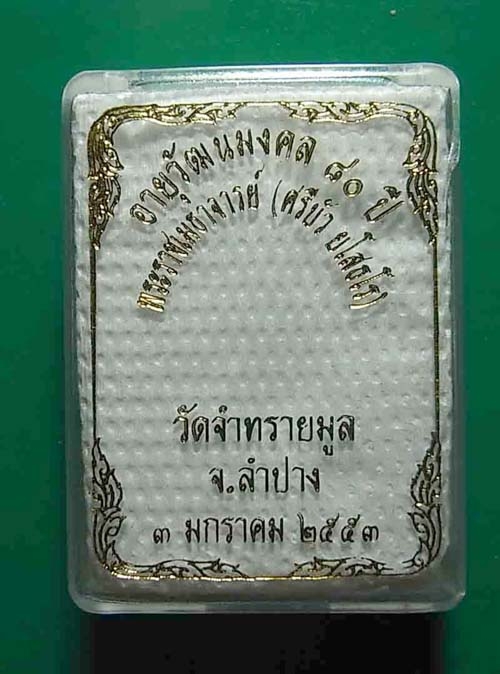 อายุวัฒนมงคล ๘๐ ปี
พระราชเมธาจารย์ (ศรีบัว ยโสธโร)
วัดจำทรายมูล
จ.ลำปาง
๓ มกราคม ๒๕๕๓